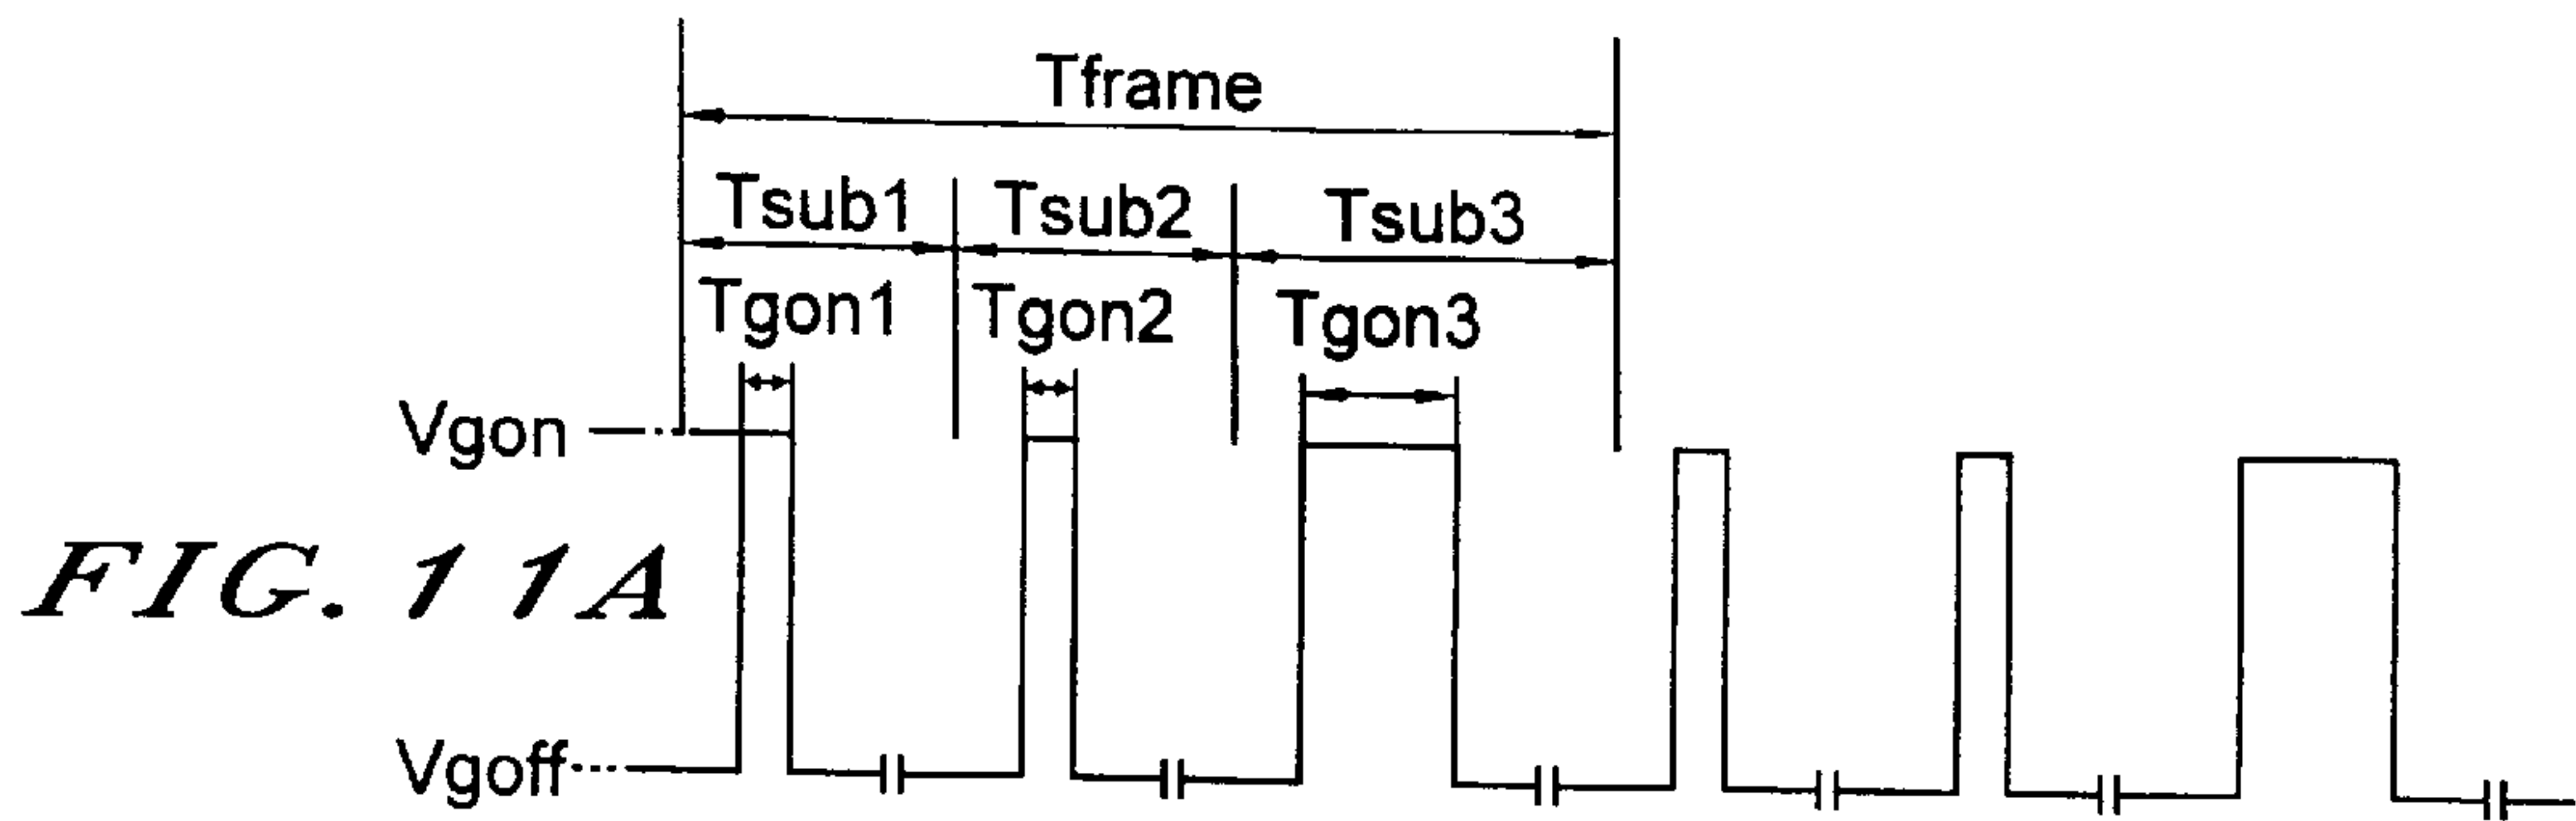 Tframe
Tsub1 Tsub2 Tsub3
Tgon1 Tgon2 Tgon3
Vgon
FIG. 11A
Vgoff